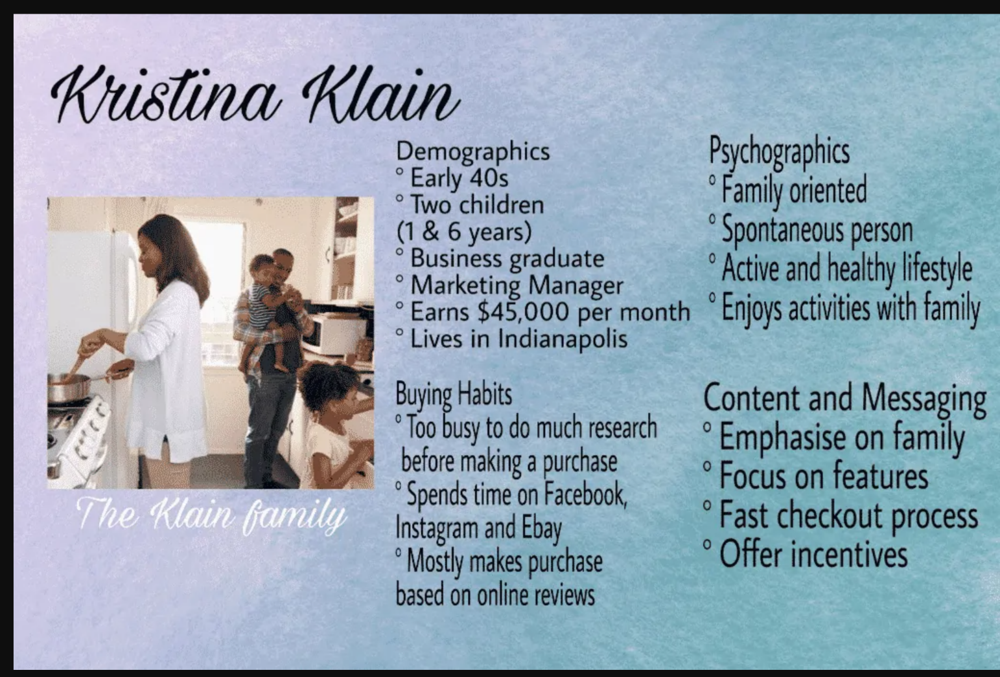 Kristina Klain
Demographics
° Early 40s
° Two children
(1 & 6 years)
° Business graduate
° Marketing Manager
° Earns $45,000 per month
° Lives in Indianapolis
Psychographics
° Family oriented
° Spontaneous person
° Active and healthy lifestyle
° Enjoys activities with family
The Klain family
Buying Habits
° Too busy to do much research
before making a purchase
° Spends time on Facebook,
Instagram and Ebay
° Mostly makes purchase
based on online reviews
Content and Messaging
° Emphasise on family
° Focus on features
° Fast checkout process
° Offer incentives